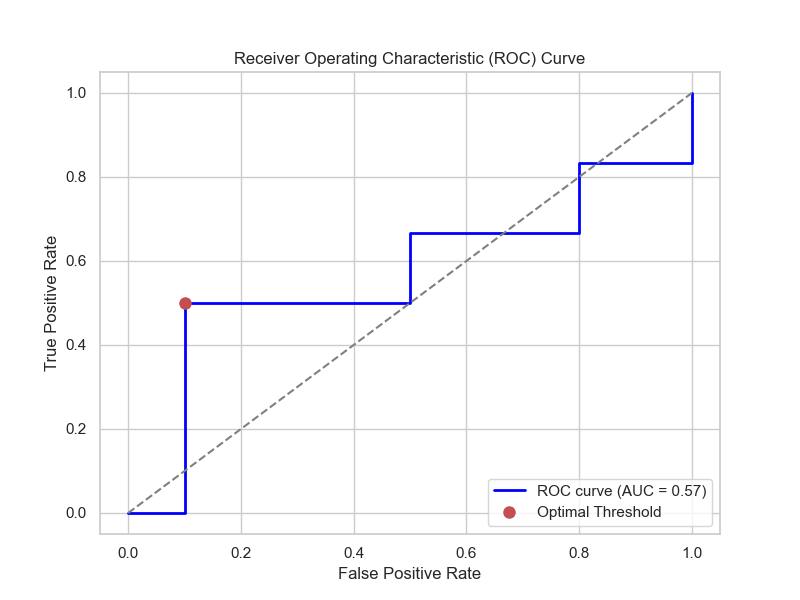 Receiver Operating Characteristic (ROC) Curve
1.0
0.8
0.6
0.4
0.2
0.0
True Positive Rate
0.0 0.2 0.4 0.6 0.8 1.0
False Positive Rate
ROC curve (AUC = 0.57)
Optimal Threshold